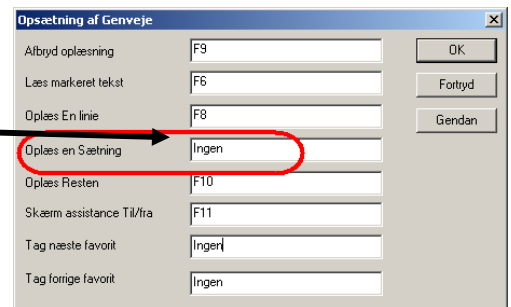 Opsætning af Genveje
Afbryd oplæsning F9 OK
Læs markeret tekst F6 Fortryd
Oplæs En linie F8 Gendan
Oplæs en Sætning Ingen
Oplæs Resten F10
Skærm assistance Til/fra F11
Tag næste favorit Ingen
Tag forrige favorit Ingen